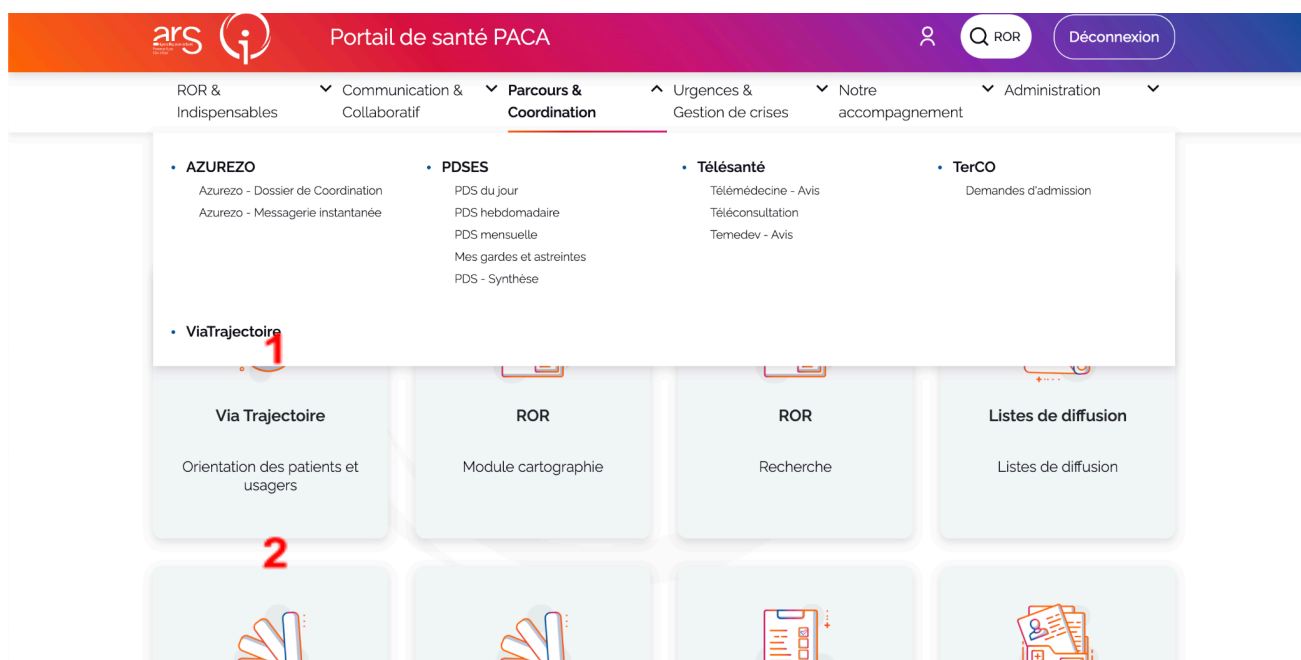 ars
Portail de santé PACA
ROR
Déconnexion
ROR &
Indispensables
Communication &
Collaboratif
Parcours &
Coordination
Urgences &
Gestion de crises
Notre
accompagnement
Administration
• AZUREZO
Azurezo - Dossier de Coordination
Azurezo - Messagerie instantanée
• PDSES
PDS du jour
PDS hebdomadaire
PDS mensuelle
Mes gardes et astreintes
PDS - Synthèse
• Télésanté
Télémédecine - Avis
Téléconsultation
Temedev - Avis
• TerCO
Demandes d'admission
• ViaTrajectoire
1
Via Trajectoire
Orientation des patients et
usagers
ROR
Module cartographie
ROR
Recherche
Listes de diffusion
Listes de diffusion
2